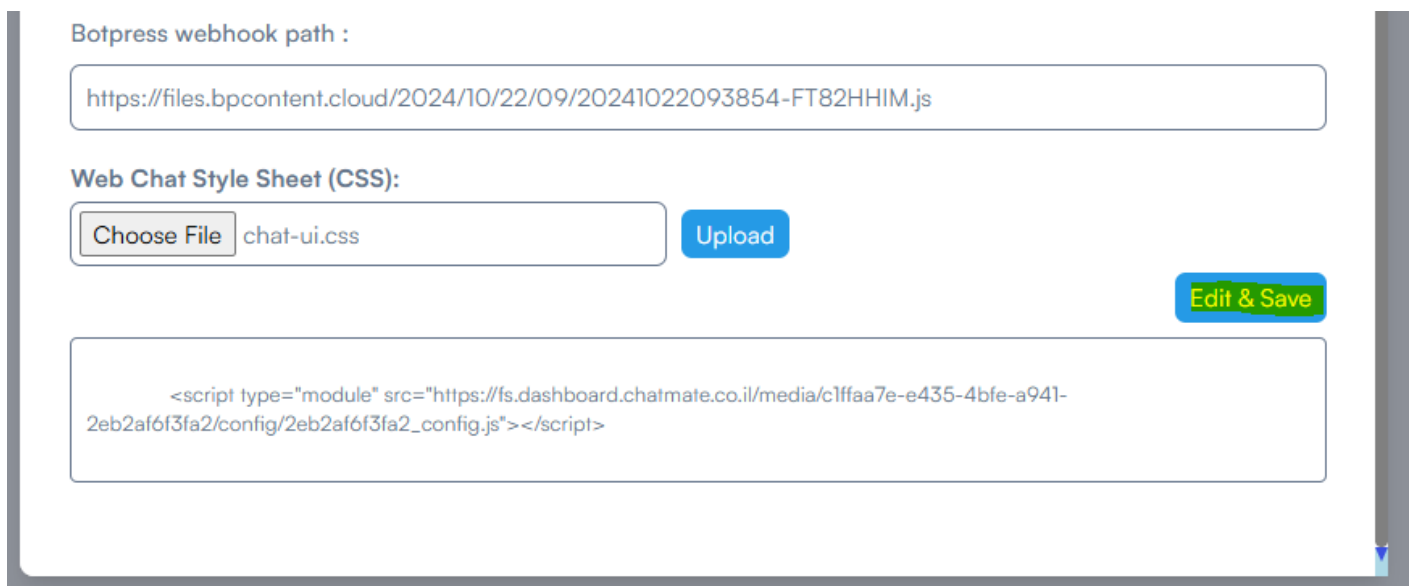 Botpress webhook path :
https://files.bpcontent.cloud/2024/10/22/09/20241022093854-FT82HHIM.js
Web Chat Style Sheet (CSS):
Choose File chat-ui.css Upload
Edit & Save
<script type="module" src="https://fs.dashboard.chatmate.co.il/media/c1ffaa7e-e435-4bfe-a941-
2eb2af6f3fa2/config/2eb2af6f3fa2_config.js"></script>